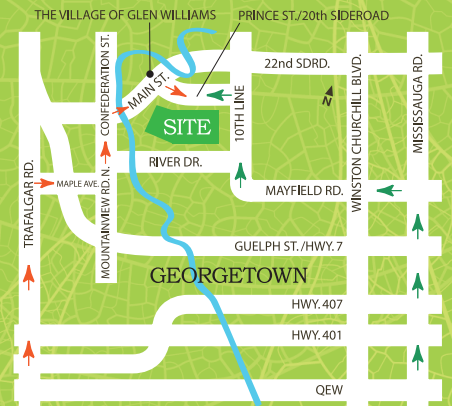 THE VILLAGE OF GLEN WILLIAMS
PRINCE ST./20th SIDEROAD
CONFEDERATION ST.
MAIN ST.
22nd SDRD.
10TH LINE
WINSTON CHURCHILL BLVD.
MISSISSAUGA RD.
N
SITE
RIVER DR.
MAPLE AVE.
MAYFIELD RD.
TRAFALGAR RD.
MOUNTAINVIEW RD. N.
GUELPH ST./HWY. 7
GEORGETOWN
HWY. 407
HWY. 401
QEW